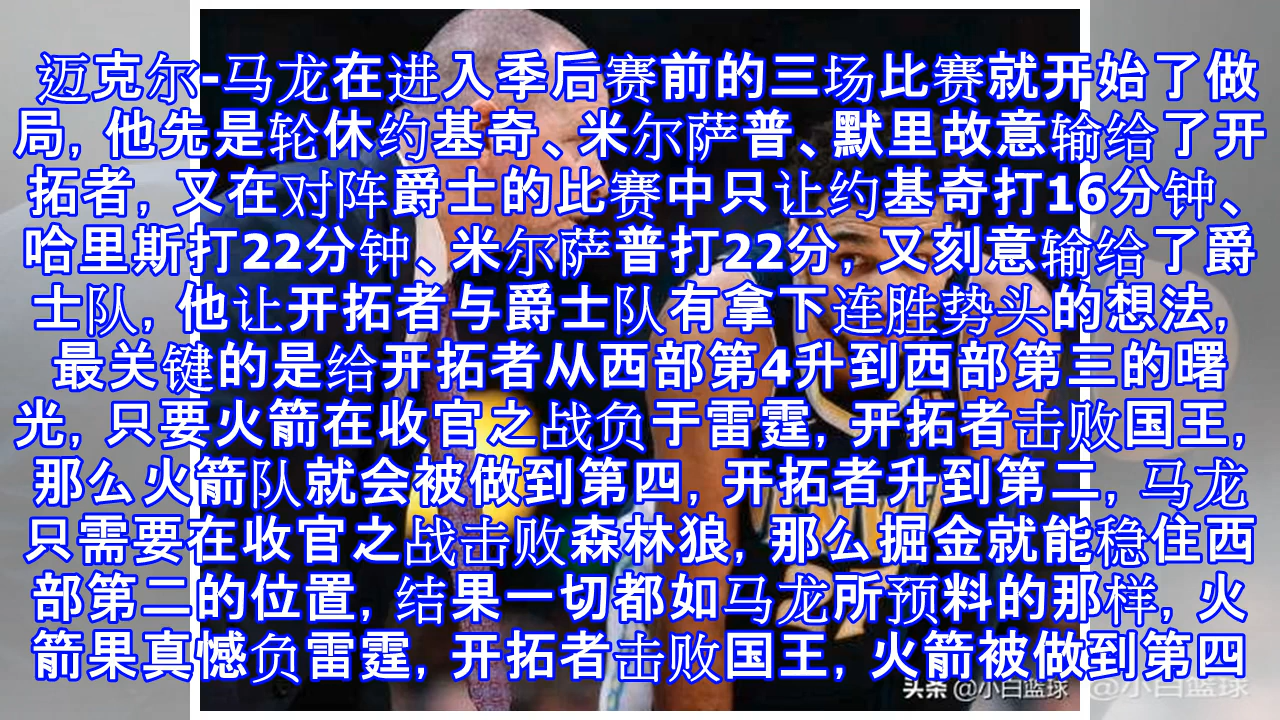 迈克尔-马龙在进入季后赛前的三场比赛就开始了做
局，他先是轮休约基奇、米尔萨普、默里故意输给了开
拓者，又在对阵爵士的比赛中只让约基奇打16分钟、
哈里斯打22分钟、米尔萨普打22分，又刻意输给了爵
士队，他让开拓者与爵士队有拿下连胜势头的想法，
最关键的是给开拓者从西部第4升到西部第三的曙
光，只要火箭在收官之战负于雷霆，开拓者击败国王，
那么火箭队就会被做到第四，开拓者升到第二，马龙
只需要在收官之战击败森林狼，那么掘金就能稳住西
部第二的位置，结果一切都如马龙所预料的那样，火
箭果真憾负雷霆，开拓者击败国王，火箭被做到第四
头条 @小白篮球 @小白篮球